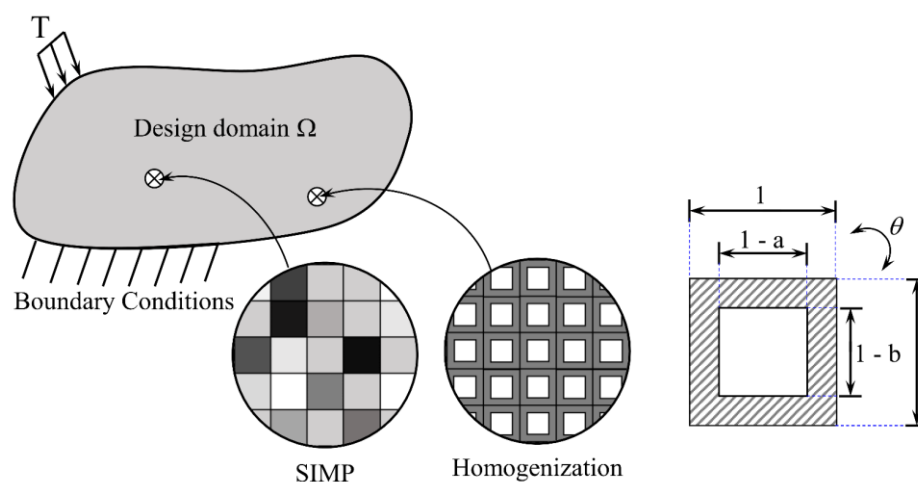 T
Design domain Ω
Boundary Conditions
SIMP
Homogenization
1
1 - a
θ
1 - b